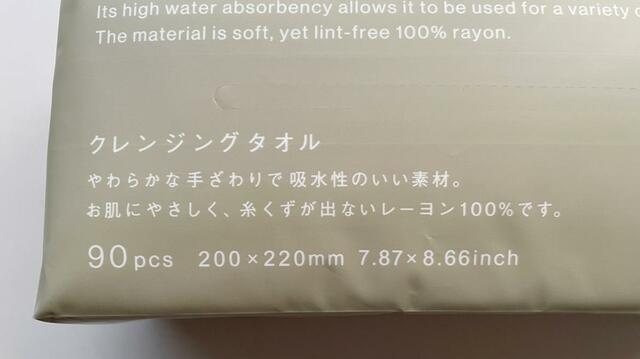 Its high water absorbency allows it to be used for a variety
The material is soft, yet lint-free 100% rayon.
クレンジングタオル
やわらかな手ざわりで吸水性のいい素材。
お肌にやさしく、糸くずが出ないレーヨン100%です。
90pcs 200×220mm 7.87×8.66inch